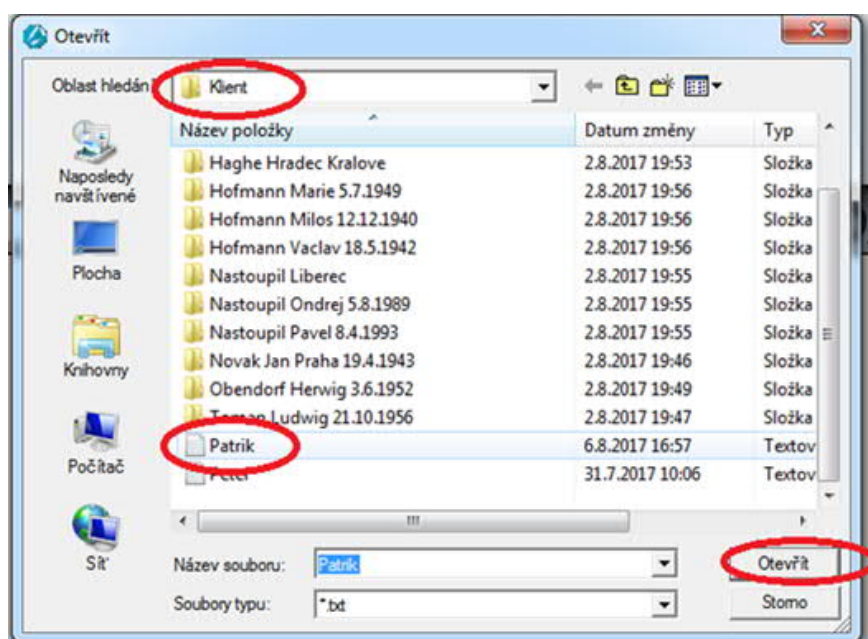 Otevřít
Oblast hledání: Klient
Název položky Datum změny Typ
Haghe Hradec Kralove 2.8.2017 19:53 Složka
Hofmann Marie 5.7.1949 2.8.2017 19:56 Složka
Hofmann Milos 12.12.1940 2.8.2017 19:56 Složka
Hofmann Vaclav 18.5.1942 2.8.2017 19:56 Složka
Nastoupil Liberec 2.8.2017 19:55 Složka
Nastoupil Ondrej 5.8.1989 2.8.2017 19:55 Složka
Nastoupil Pavel 8.4.1993 2.8.2017 19:55 Složka
Novak Jan Praha 19.4.1943 2.8.2017 19:46 Složka
Obendorf Herwig 3.6.1952 2.8.2017 19:49 Složka
Ludwig 21.10.1956 2.8.2017 19:47 Složka
Patrik 6.8.2017 16:57 Textov
Peter 31.7.2017 10:06 Textov
Naposledy
navštívené
Plocha
Knihovny
Počítač
Síť
Název souboru: Patrik Otevřít
Soubory typu: *.txt Storno